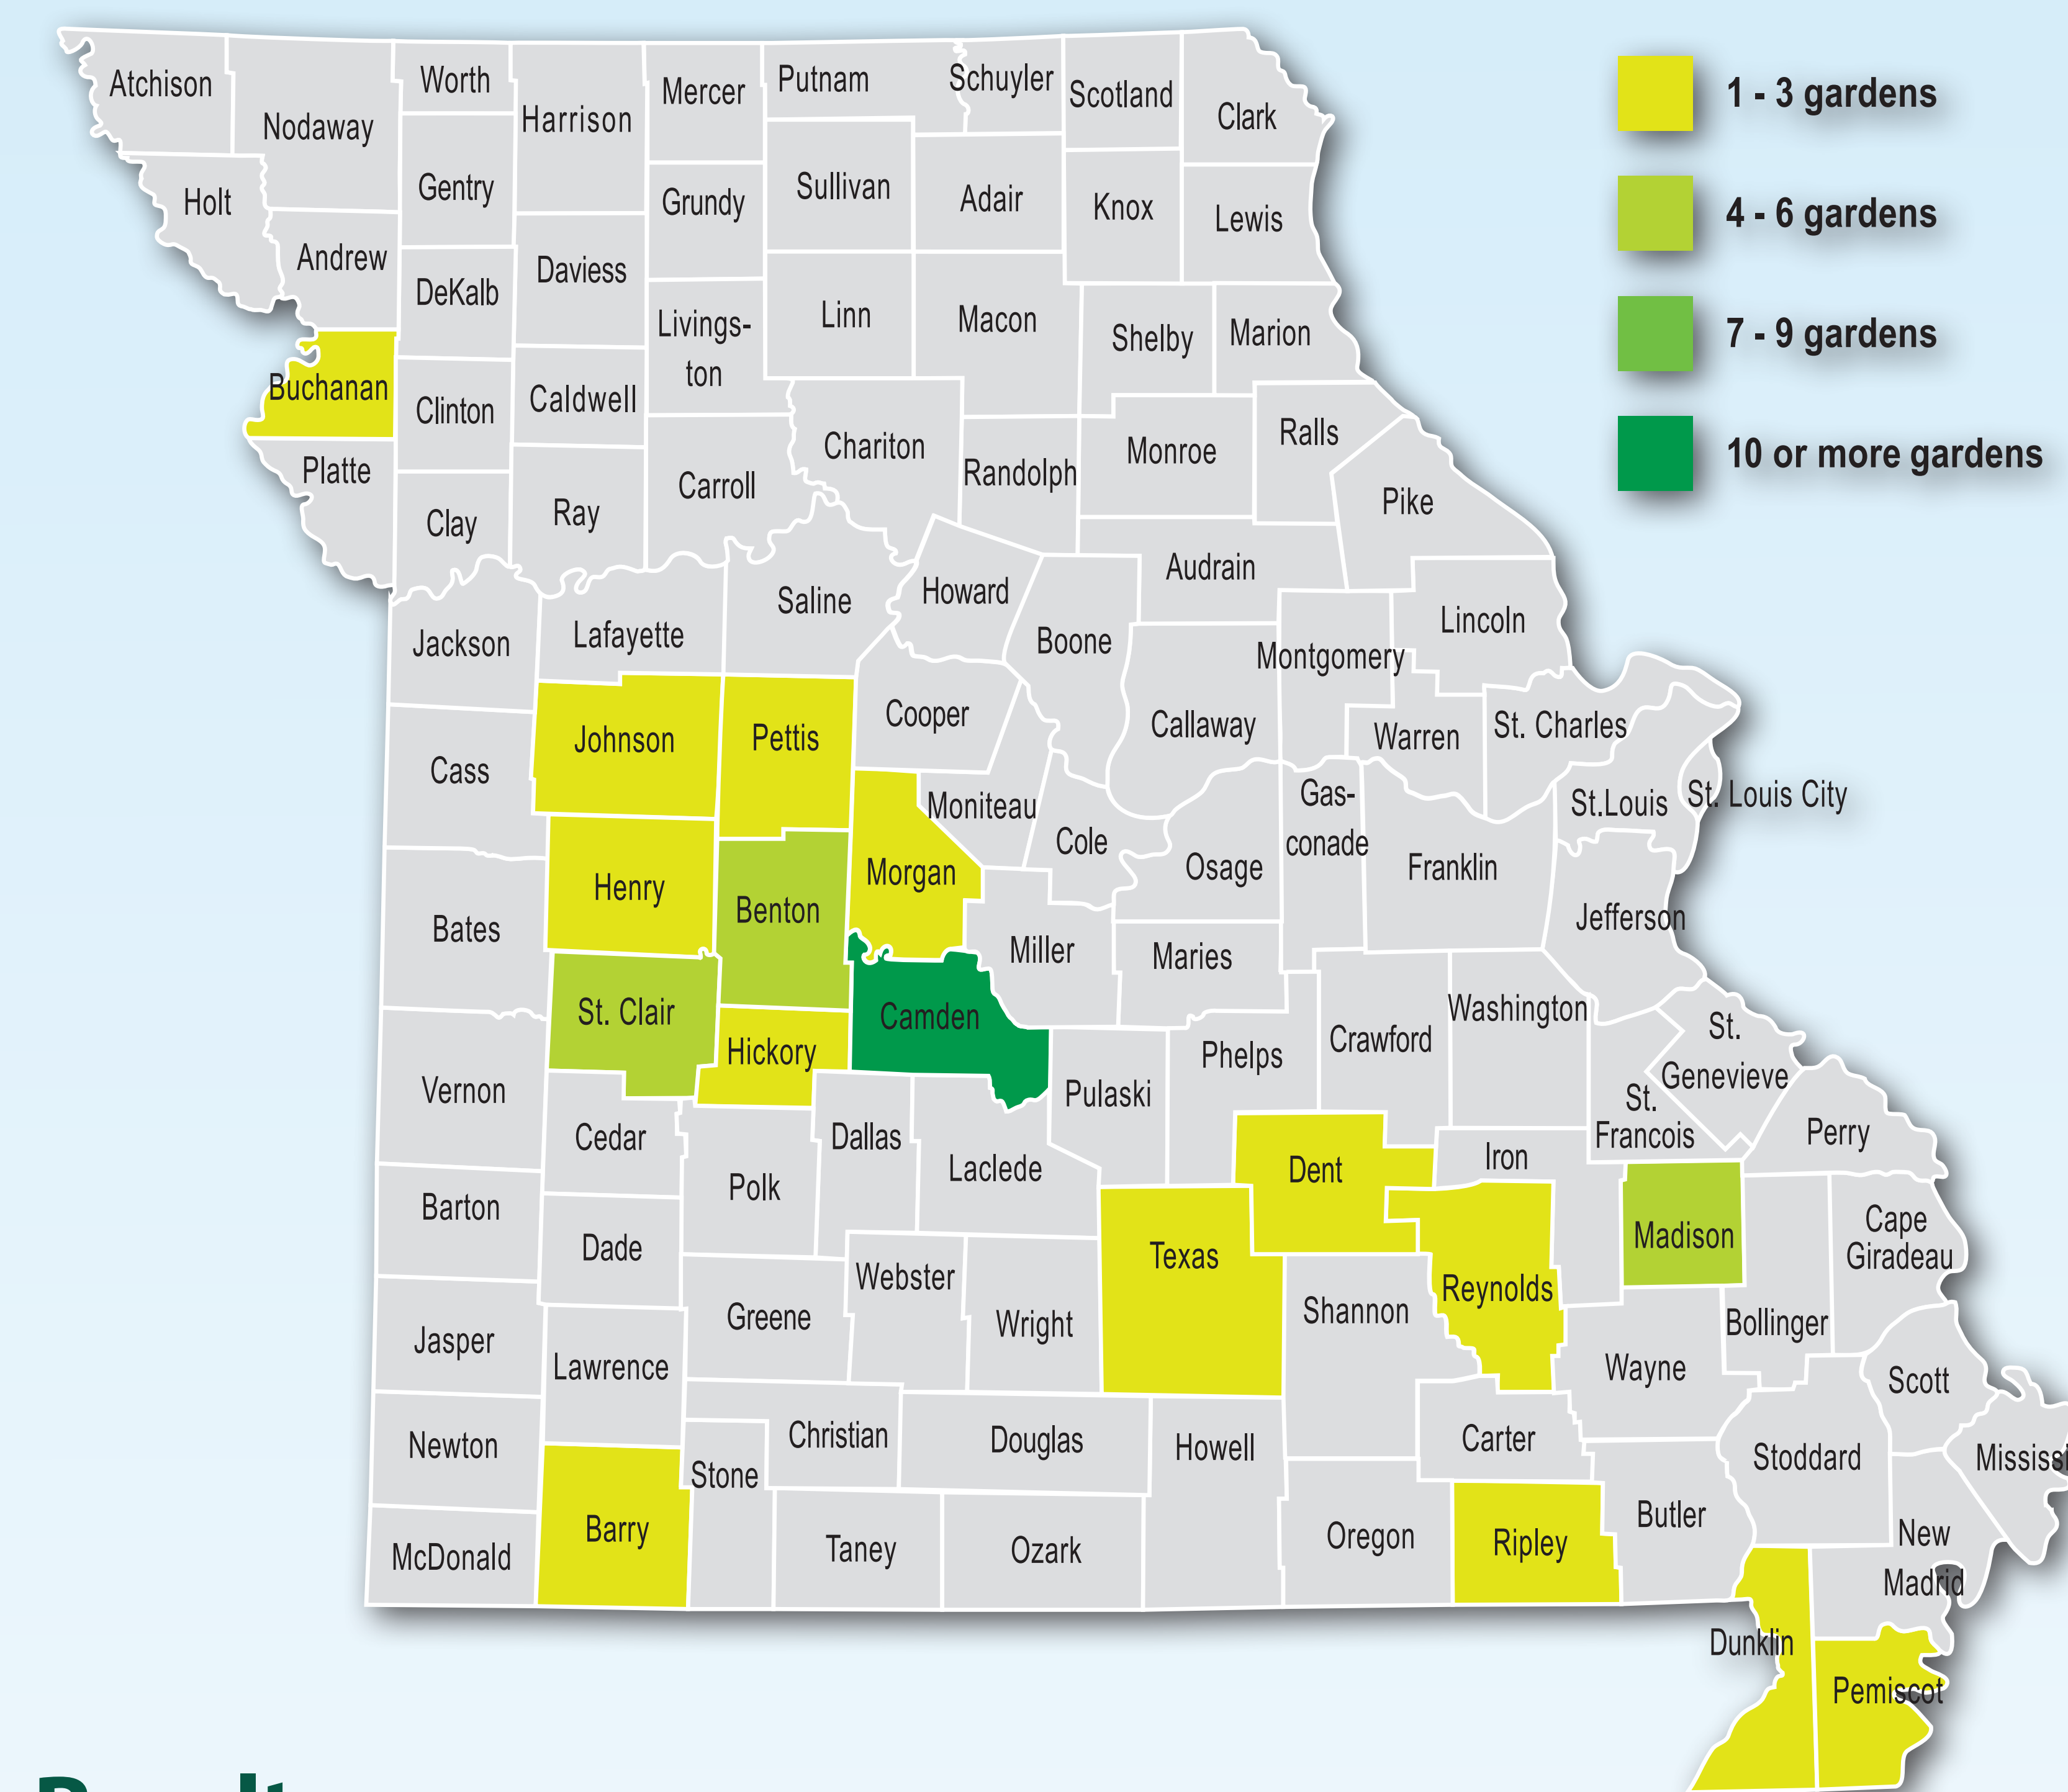 1 - 3 gardens
4 - 6 gardens
7 - 9 gardens
10 or more gardens
Atchison
Nodaway
Worth
Harrison
Mercer
Putnam
Schuyler
Scotland
Clark
Holt
Gentry
Grundy
Sullivan
Adair
Knox
Lewis
Andrew
DeKalb
Daviess
Livings-
ton
Linn
Macon
Shelby
Marion
Buchanan
Clinton
Caldwell
Chariton
Randolph
Monroe
Ralls
Platte
Clay
Ray
Carroll
Pike
Audrain
Saline
Howard
Boone
Lincoln
Jackson
Lafayette
Montgomery
Cooper
Callaway
Warren
St. Charles
Johnson
Pettis
Cass
Moniteau
Gas-
conade
St.Louis
St. Louis City
Cole
Osage
Franklin
Henry
Morgan
Benton
Bates
Miller
Maries
Jefferson
St. Clair
Camden
Washington
Hickory
Phelps
Crawford
St.
Genevieve
Vernon
Pulaski
St.
Francois
Perry
Cedar
Dallas
Laclede
Dent
Iron
Polk
Barton
Dade
Texas
Madison
Cape
Giradeau
Webster
Reynolds
Greene
Wright
Shannon
Bollinger
Jasper
Lawrence
Wayne
Scott
Newton
Christian
Douglas
Howell
Carter
Stoddard
Mississi
Stone
Barry
Butler
New
Madrid
McDonald
Taney
Ozark
Oregon
Ripley
Dunklin
Pemiscot